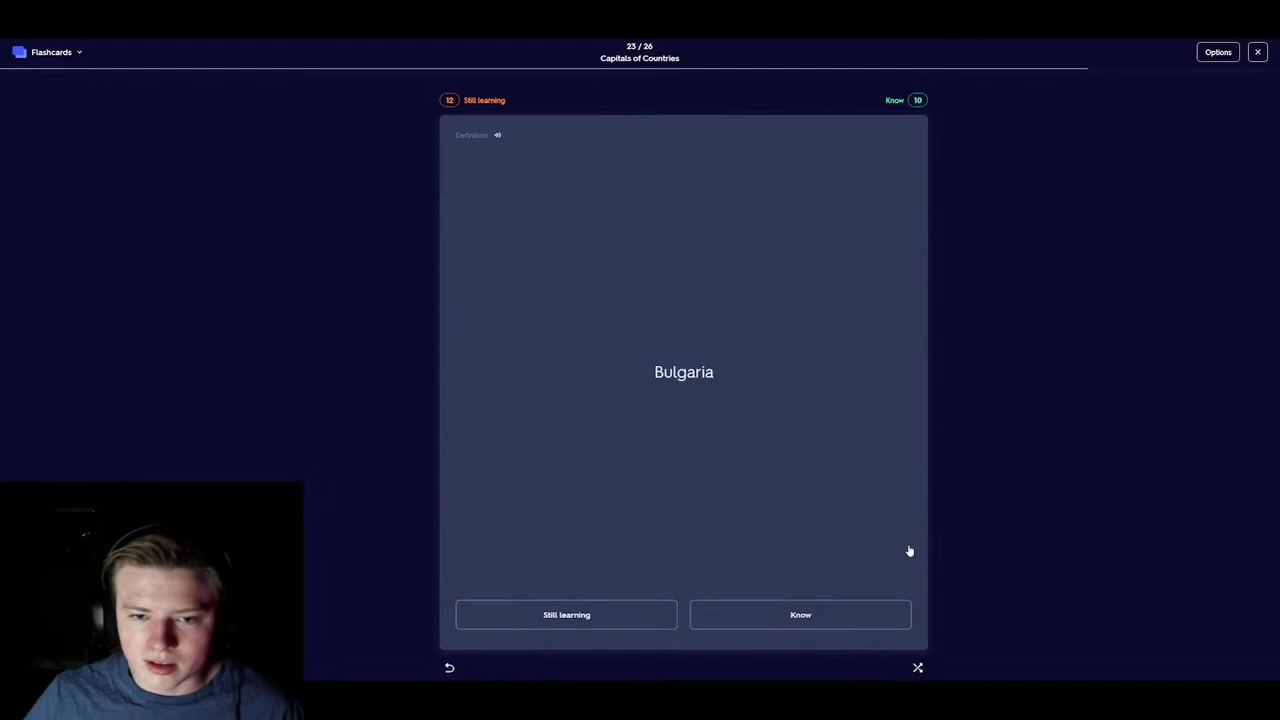 Flashcards
23 / 26
Capitals of Countries
Options
12 Still learning
Know 10
Definition
Bulgaria
Still learning
Know